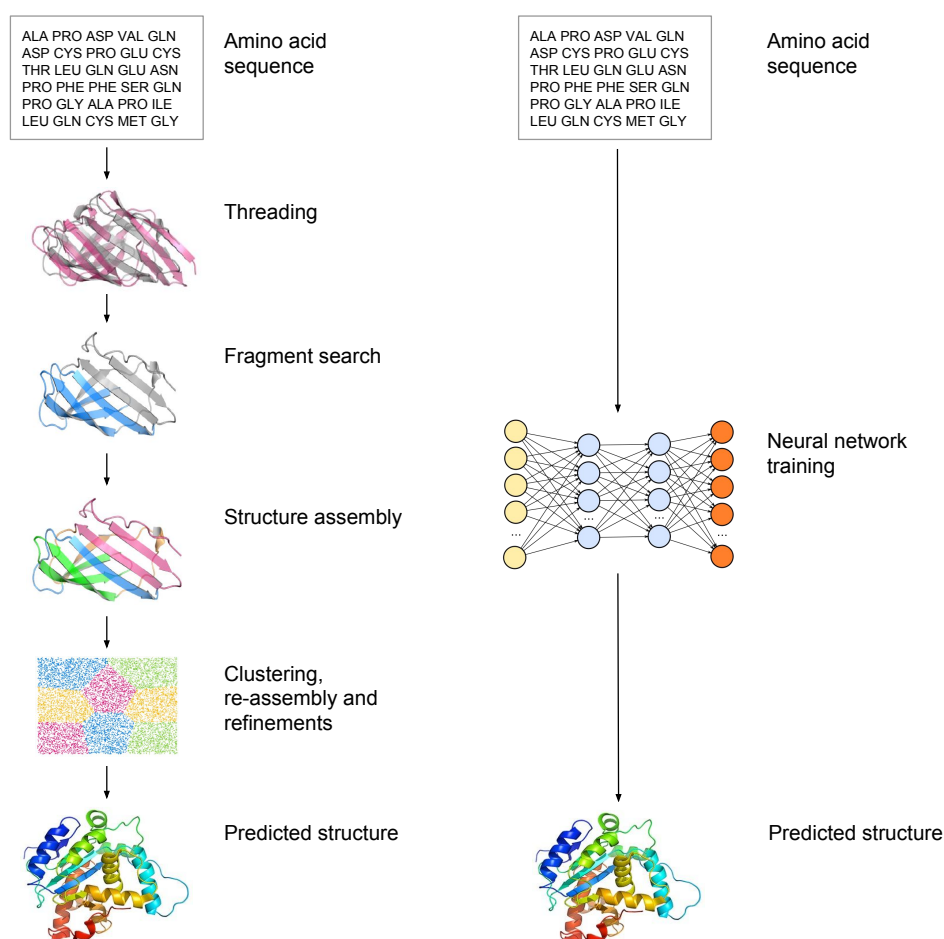 ALA PRO ASP VAL GLN
ASP CYS PRO GLU CYS
THR LEU GLN GLU ASN
PRO PHE PHE SER GLN
PRO GLY ALA PRO ILE
LEU GLN CYS MET GLY
Amino acid
sequence
Threading
Fragment search
Structure assembly
Clustering,
re-assembly and
refinements
Predicted structure
ALA PRO ASP VAL GLN
ASP CYS PRO GLU CYS
THR LEU GLN GLU ASN
PRO PHE PHE SER GLN
PRO GLY ALA PRO ILE
LEU GLN CYS MET GLY
Amino acid
sequence
Neural network
training
...
...
...
...
Predicted structure